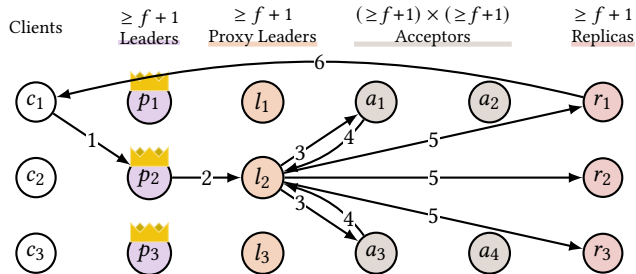 ≥ f + 1 ≥ f + 1 (≥f+1) × (≥f+1) ≥ f + 1
Clients Leaders Proxy Leaders Acceptors Replicas
6
c₁ p₁ l₁ a₁ a₂ r₁
1 3 4 5
c₂ p₂ 2 l₂ 5 r₂
3 4 5
c₃ p₃ l₃ a₃ a₄ r₃